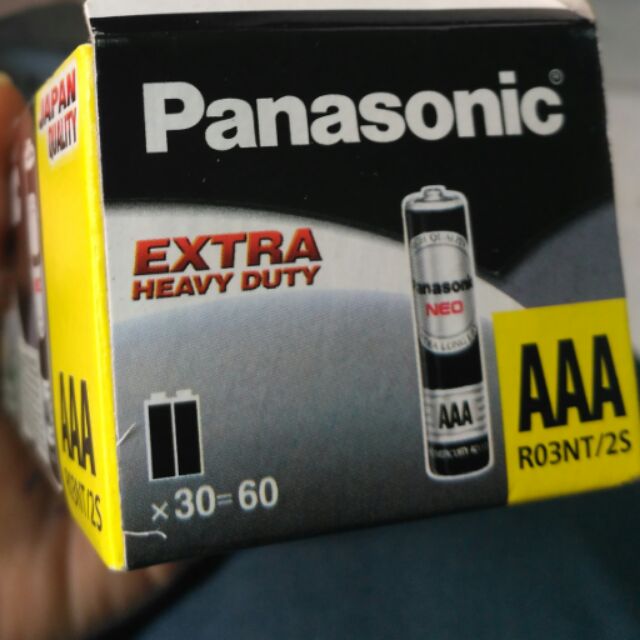 JAPAN
QUALITY
Panasonic®
EXTRA
HEAVY DUTY
Panasonic
NEO
AAA
× 30=60
AAA
R03NT/2S
AAA
R03NT/2S